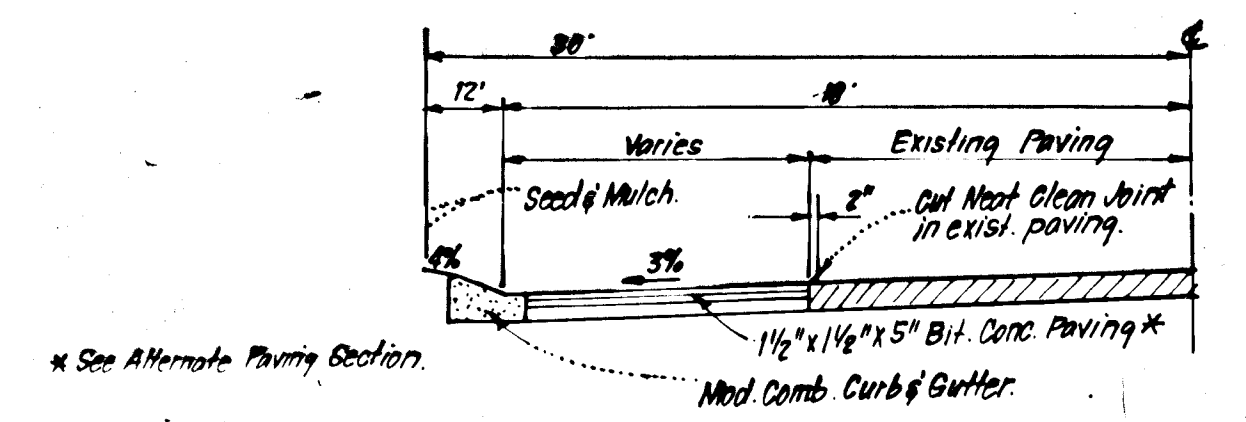 ℄
30'
12'
18'
Varies
Existing Paving
Seed & Mulch.
2"
Cut Neat Clean Joint
in exist. paving.
4%
3%
1½" x 1½" x 5" Bit. Conc. Paving *
* See Alternate Paving Section.
Mod. Comb. Curb & Gutter.